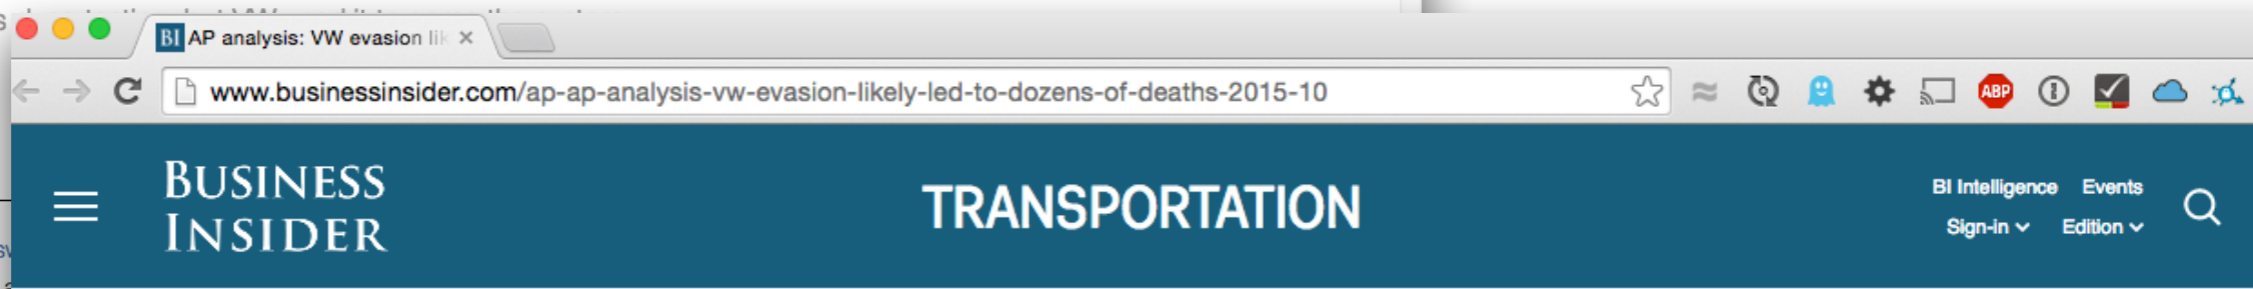 BI AP analysis: VW evasion lik
www.businessinsider.com/ap-ap-analysis-vw-evasion-likely-led-to-dozens-of-deaths-2015-10
ABP
BUSINESS
INSIDER
TRANSPORTATION
BI Intelligence Events
Sign-in Edition